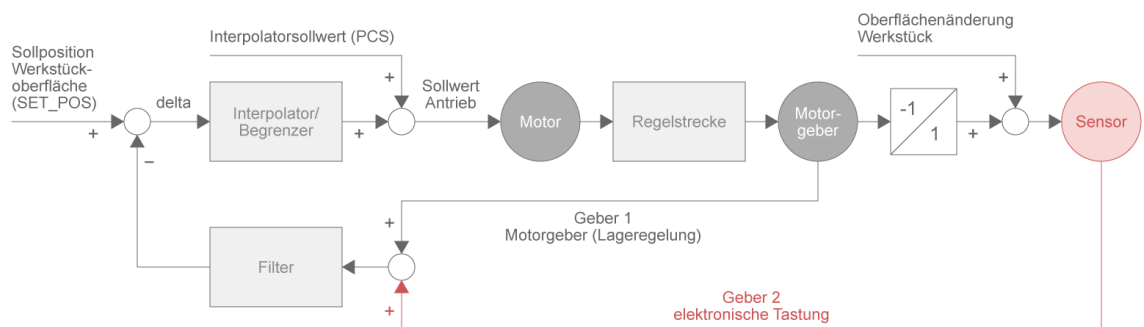 Sollposition
Werkstück-
oberfläche
(SET_POS)
+
–
delta
Interpolatorsollwert (PCS)
+
Interpolator/
Begrenzer
+
Sollwert
Antrieb
Motor
Regelstrecke
Motor-
geber
Oberflächenänderung
Werkstück
+
-1
1
+
Sensor
Filter
+
+
Geber 1
Motorgeber (Lageregelung)
Geber 2
elektronische Tastung